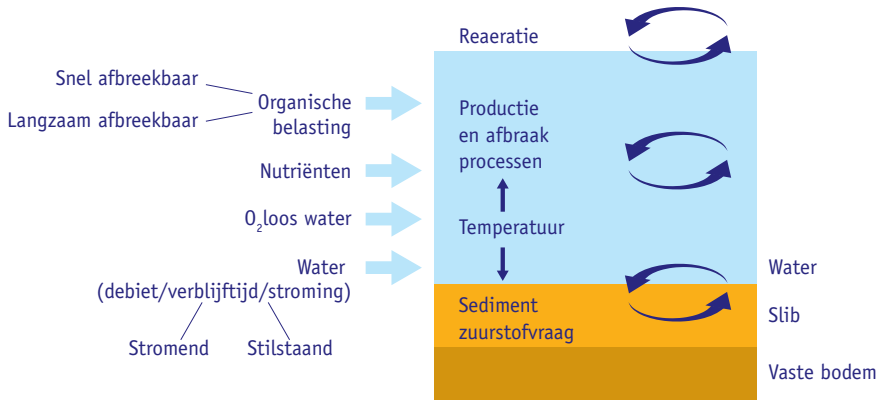 Reaeratie
Snel afbreekbaar
Langzaam afbreekbaar
Organische
belasting
Productie
en afbraak
processen
Nutriënten
O₂loos water
Temperatuur
Water
(debiet/verblijftijd/stroming)
Stromend
Stilstaand
Sediment
zuurstofvraag
Water
Slib
Vaste bodem